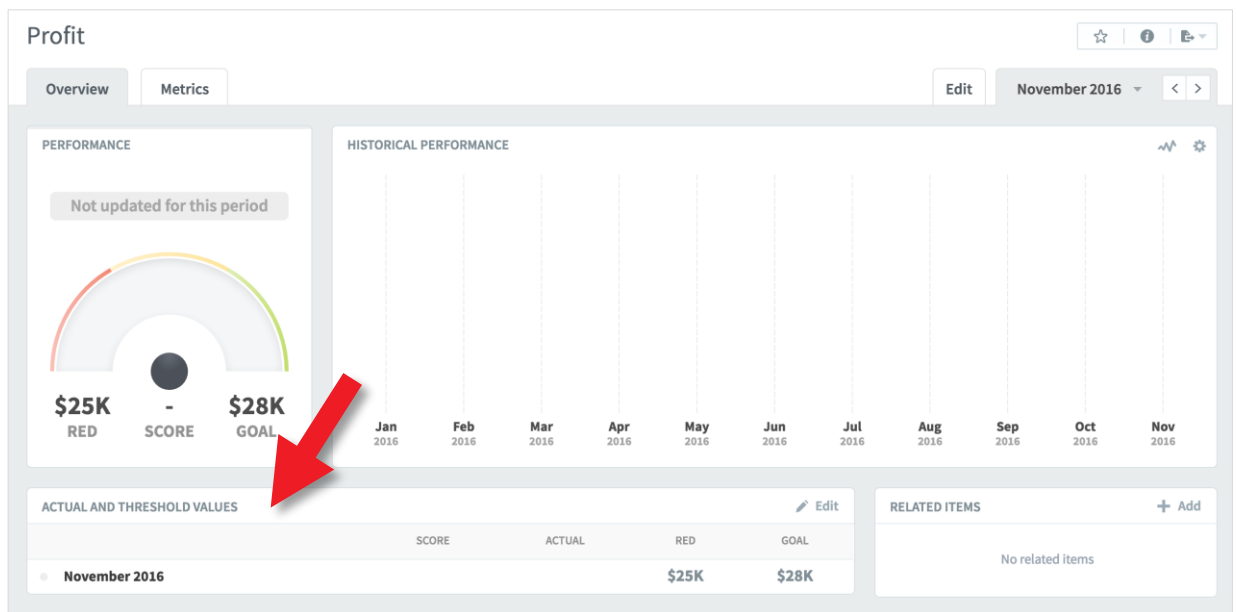 Profit
Overview Metrics Edit November 2016
PERFORMANCE
Not updated for this period
$25K - $28K
RED SCORE GOAL
HISTORICAL PERFORMANCE
Jan Feb Mar Apr May Jun Jul Aug Sep Oct Nov
2016 2016 2016 2016 2016 2016 2016 2016 2016 2016 2016
ACTUAL AND THRESHOLD VALUES Edit
SCORE ACTUAL RED GOAL
November 2016 $25K $28K
RELATED ITEMS Add
No related items